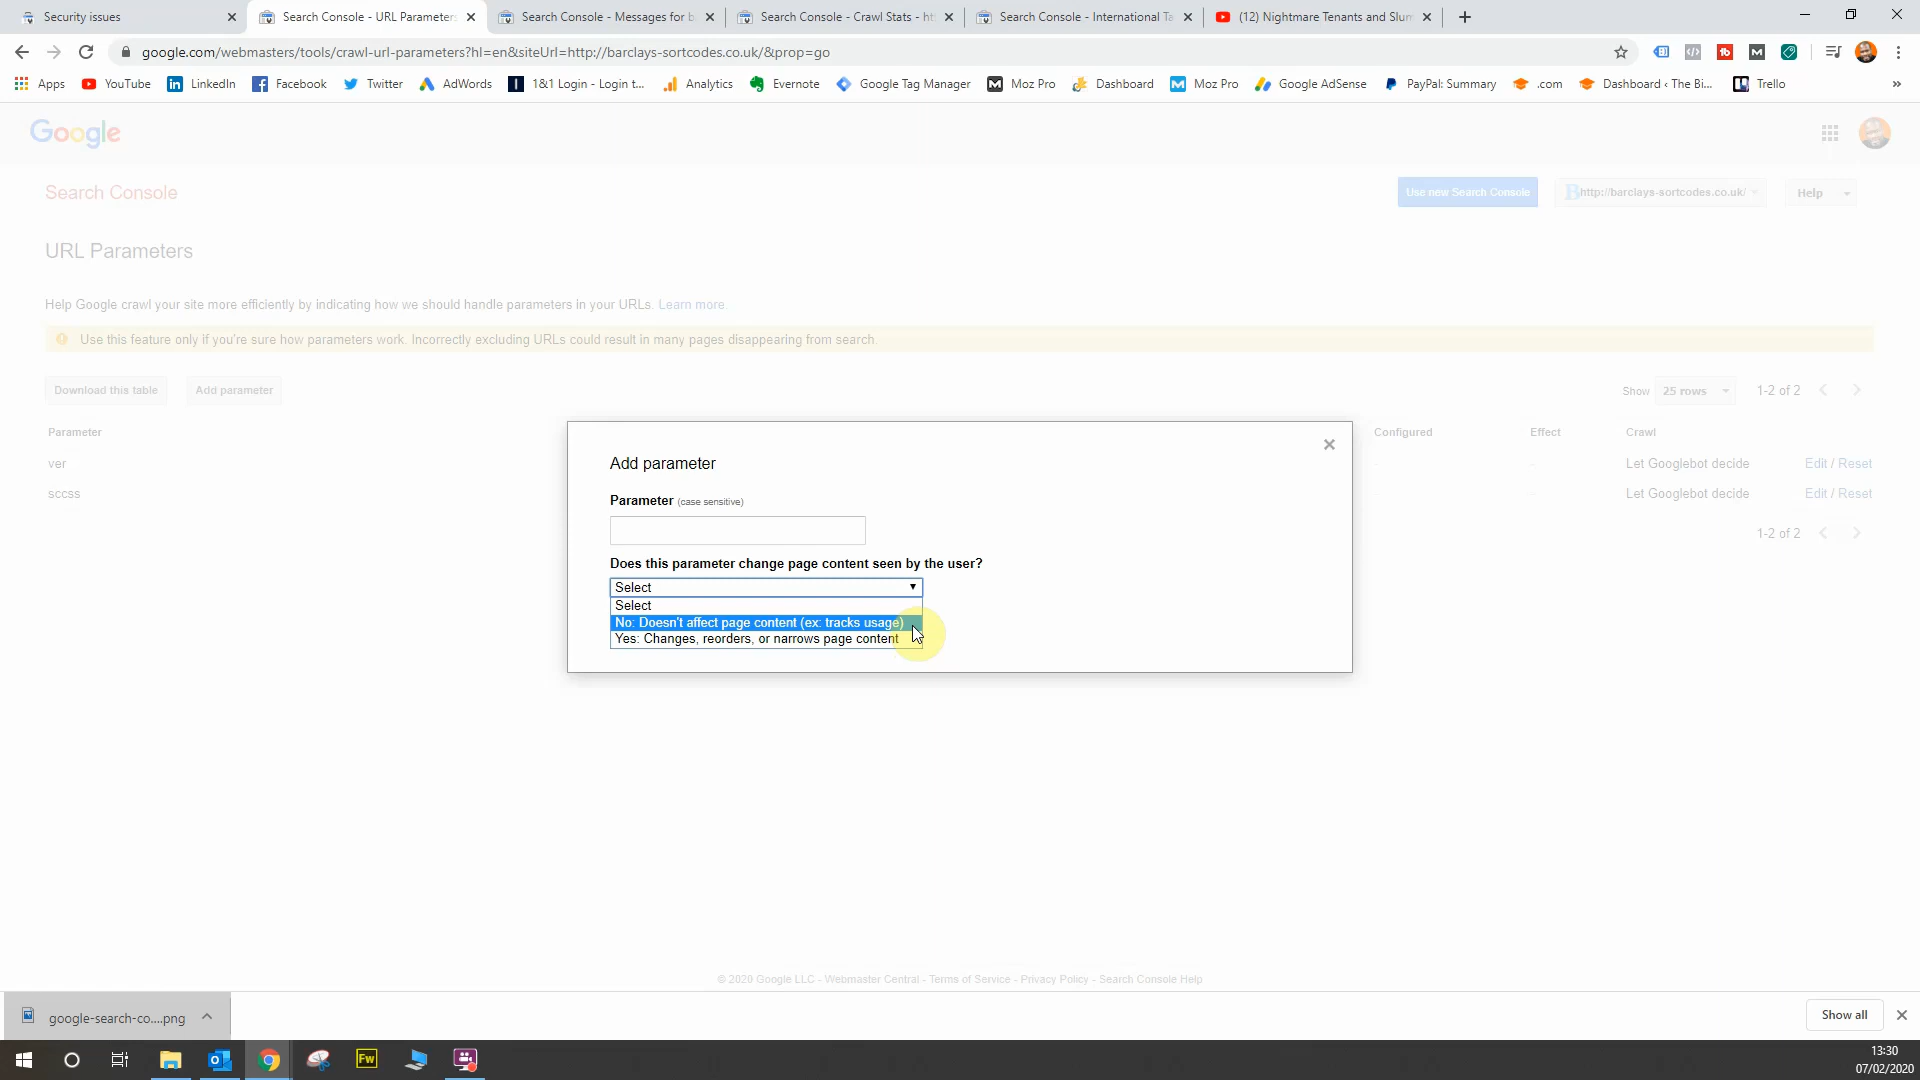 Security issues
Search Console - URL Parameters
Search Console - Messages for b
Search Console - Crawl Stats - ht
Search Console - International Ta
(12) Nightmare Tenants and Slum
google.com/webmasters/tools/crawl-url-parameters?hl=en&siteUrl=http://barclays-sortcodes.co.uk/&prop=go
Apps YouTube LinkedIn Facebook Twitter AdWords 1&1 Login - Login t... Analytics Evernote Google Tag Manager Moz Pro Dashboard Moz Pro Google AdSense PayPal: Summary .com Dashboard ‹ The Bi... Trello »
Google
Search Console
Use new Search Console
http://barclays-sortcodes.co.uk/
Help
URL Parameters
Help Google crawl your site more efficiently by indicating how we should handle parameters in your URLs. Learn more.
Use this feature only if you're sure how parameters work. Incorrectly excluding URLs could result in many pages disappearing from search.
Download this table Add parameter Show 25 rows 1-2 of 2
Parameter Configured Effect Crawl
ver - - Let Googlebot decide Edit / Reset
sccss - - Let Googlebot decide Edit / Reset
1-2 of 2
Add parameter
Parameter (case sensitive)
Does this parameter change page content seen by the user?
Select
Select
No: Doesn't affect page content (ex: tracks usage)
Yes: Changes, reorders, or narrows page content
© 2020 Google LLC - Webmaster Central - Terms of Service - Privacy Policy - Search Console Help
google-search-co....png
Show all
Fw
13:30
07/02/2020